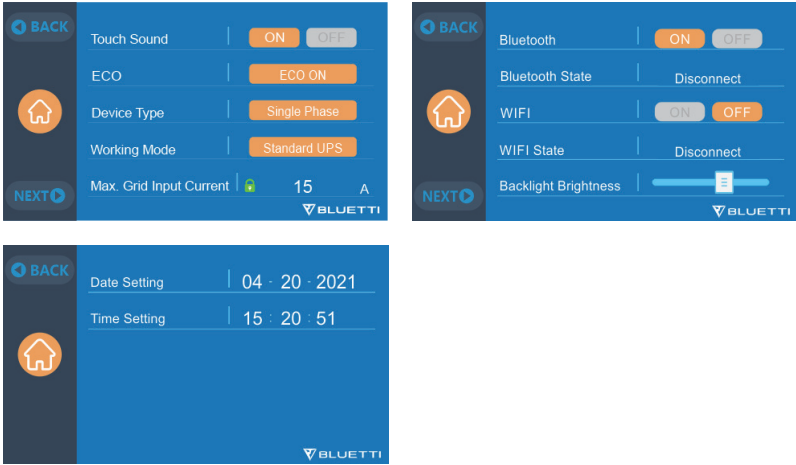 BACK
Touch Sound ON OFF
ECO ECO ON
Device Type Single Phase
Working Mode Standard UPS
Max. Grid Input Current 15 A
NEXT
BLUETTI
BACK
Bluetooth ON OFF
Bluetooth State Disconnect
WIFI ON OFF
WIFI State Disconnect
Backlight Brightness
NEXT
BLUETTI
BACK
Date Setting 04 - 20 - 2021
Time Setting 15 : 20 : 51
BLUETTI